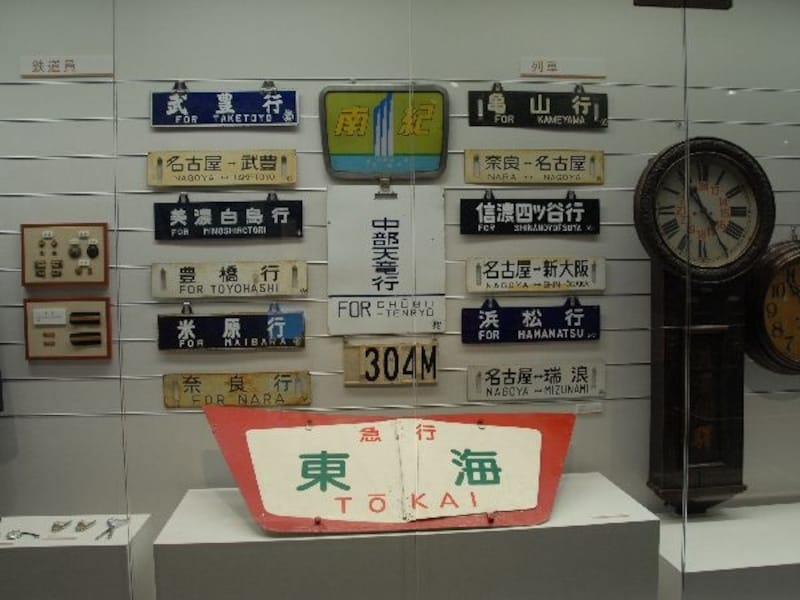 鉄道員
列車
武豊行
FOR TAKETOYO
名古屋↔武豊
NAGOYA ↔ TAKETOYO
美濃白鳥行
FOR MINOSHIROTORI
豊橋行
FOR TOYOHASHI
米原行
FOR MAIBARA
奈良行
FOR NARA
南紀
中部天竜行
FOR CHŪBU
-TENRYŪ
304M
亀山行
FOR KAMEYAMA
奈良↔名古屋
NARA ↔ NAGOYA
信濃四ツ谷行
FOR SHINANOYOTSUYA
名古屋↔新大阪
NAGOYA ↔ SHIN OSAKA
浜松行
FOR HAMAMATSU
名古屋↔瑞浪
NAGOYA ↔ MIZUNAMI
急行
東海
TŌKAI